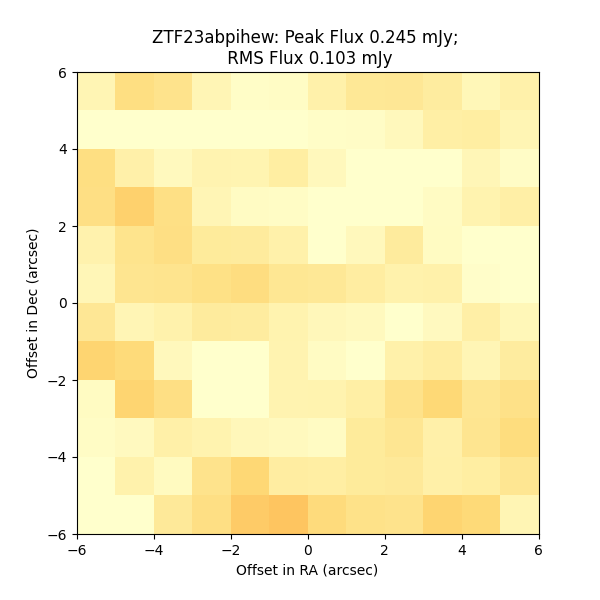 ZTF23abpihew: Peak Flux 0.245 mJy;
RMS Flux 0.103 mJy
6
4
2
0
−2
−4
−6
Offset in Dec (arcsec)
−6 −4 −2 0 2 4 6
Offset in RA (arcsec)